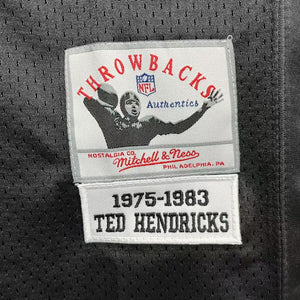 THROWBACKS
NFL
Authentics
NOSTALGIA CO.
Mitchell & Ness
PHILADELPHIA, PA
1975-1983
TED HENDRICKS